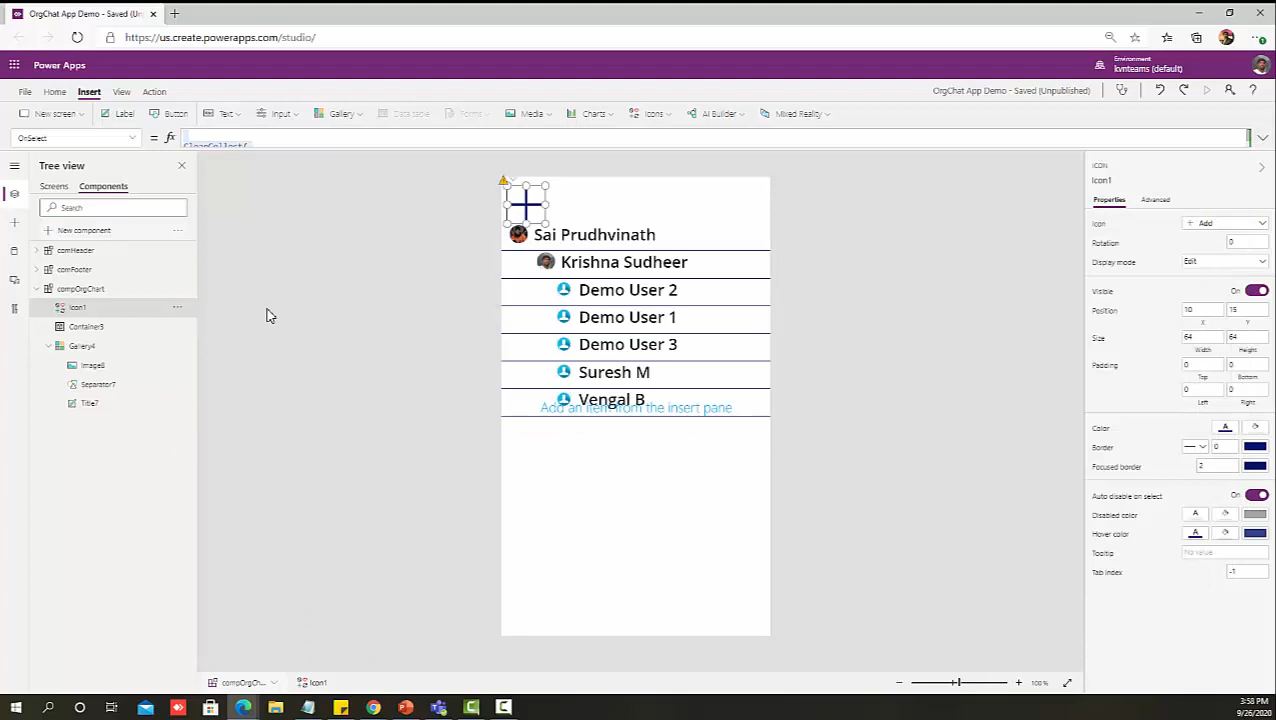 OrgChat App Demo - Saved (Un
https://us.create.powerapps.com/studio/
Power Apps
Environment
kvnteams (default)
File Home Insert View Action
OrgChat App Demo - Saved (Unpublished)
New screen Label Button Text Input Gallery Data table Forms Media Charts Icons AI Builder Mixed Reality
OnSelect = fx
ClearCollect(
Tree view
Screens Components
Search
New component
comHeader
comFooter
compOrgChart
Icon1
Container3
Gallery4
Image8
Separator7
Title7
Sai Prudhvinath
Krishna Sudheer
Demo User 2
Demo User 1
Demo User 3
Suresh M
Vengal B
Add an item from the insert pane
ICON
Icon1
Properties Advanced
Icon Add
Rotation 0
Display mode Edit
Visible On
Position 10 15
X Y
Size 64 64
Width Height
Padding 0 0
Top Bottom
0 0
Left Right
Color A
Border 0
Focused border 2
Auto disable on select On
Disabled color A
Hover color A
Tooltip No value
Tab index -1
compOrgCh... Icon1
100 %
3:58 PM
9/26/2020